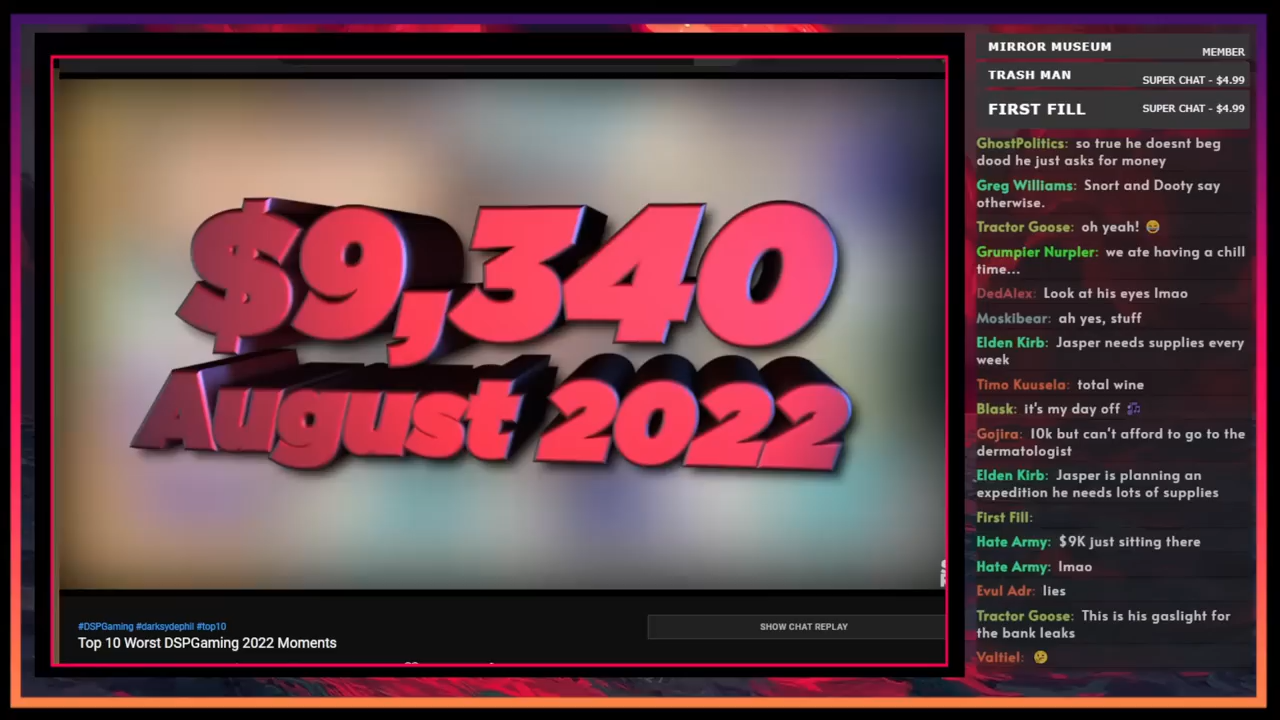 $9,340
August 2022
#DSPGaming #darksydephil #top10
Top 10 Worst DSPGaming 2022 Moments
SHOW CHAT REPLAY
MIRROR MUSEUM
MEMBER
TRASH MAN
SUPER CHAT - $4.99
FIRST FILL
SUPER CHAT - $4.99
GhostPolitics: so true he doesnt beg
dood he just asks for money
Greg Williams: Snort and Dooty say
otherwise.
Tractor Goose: oh yeah! 😆
Grumpier Nurpler: we ate having a chill
time...
DedAlex: Look at his eyes lmao
Moskibear: ah yes, stuff
Elden Kirb: Jasper needs supplies every
week
Timo Kuusela: total wine
Blask: it's my day off 🎶
Gojira: 10k but can't afford to go to the
dermatologist
Elden Kirb: Jasper is planning an
expedition he needs lots of supplies
First Fill:
Hate Army: $9K just sitting there
Hate Army: lmao
Evul Adr: lies
Tractor Goose: This is his gaslight for
the bank leaks
Valtiel: 🤔